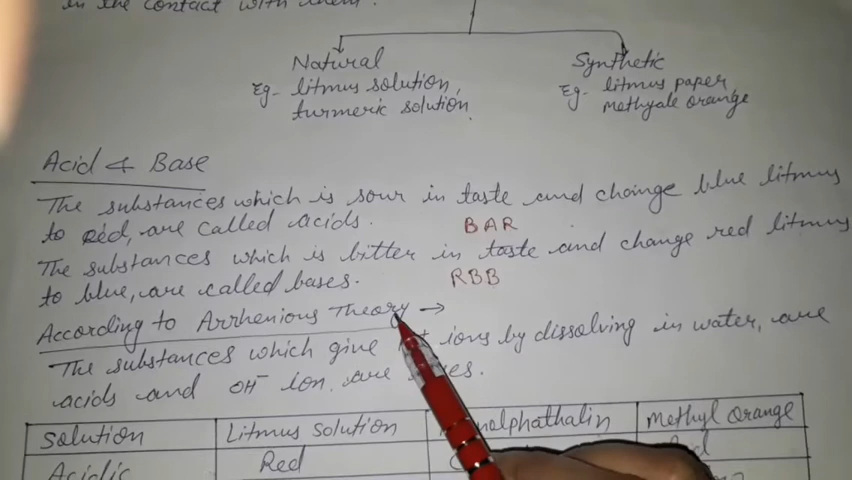 in the contact with them.
Natural
Synthetic
Eg- litmus solution,
turmeric solution.
Eg- litmus paper,
methyale orange
Acid & Base
The substances which is sour in taste and change blue litmus
to red, are called acids.
BAR
The substances which is bitter in taste and change red litmus
to blue, are called bases.
RBB
According to Arrhenious Theory →
The substances which give ions by dissolving in water, are
acids and OH⁻ ion. are
Solution
Litmus solution
Methyl orange
Acidic
Red